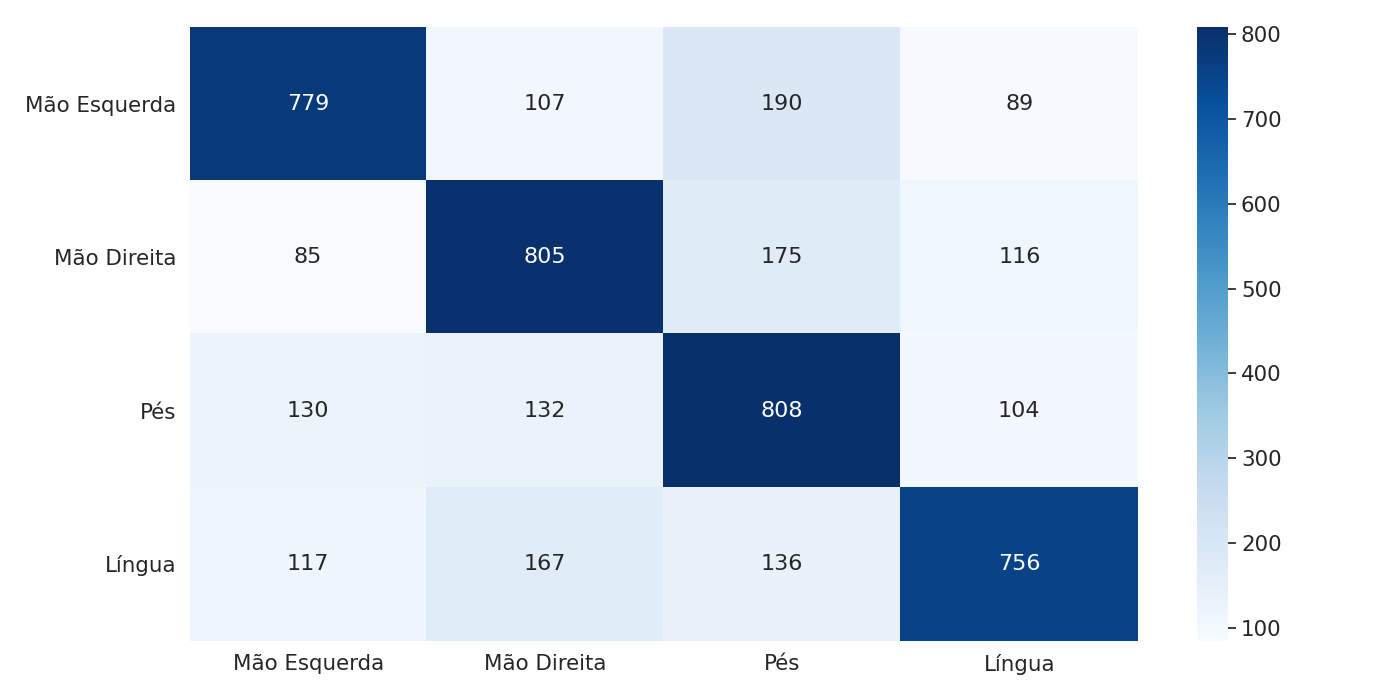 Mão Esquerda 779 107 190 89
Mão Direita 85 805 175 116
Pés 130 132 808 104
Língua 117 167 136 756
Mão Esquerda Mão Direita Pés Língua
800
700
600
500
400
300
200
100